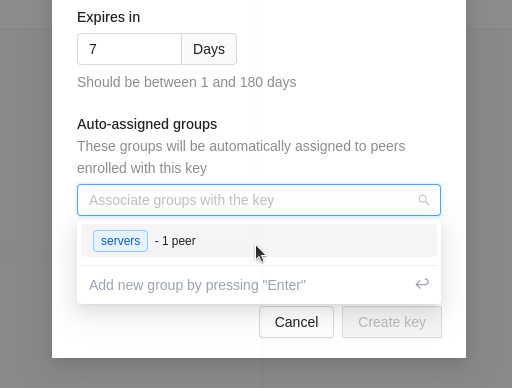 Expires in
7 Days
Should be between 1 and 180 days
Auto-assigned groups
These groups will be automatically assigned to peers
enrolled with this key
Associate groups with the key
servers - 1 peer
Add new group by pressing "Enter"
Cancel Create key